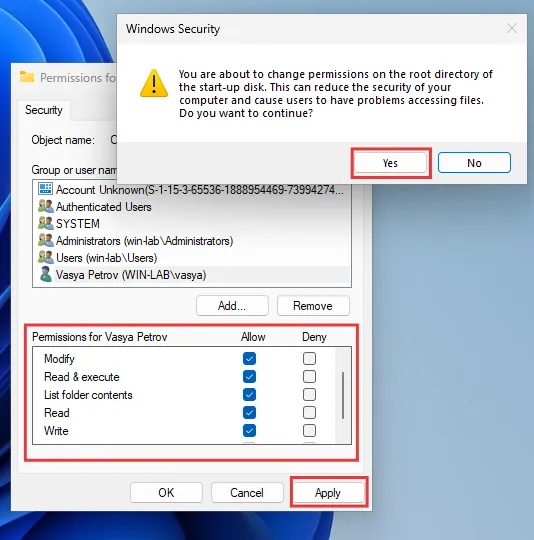 Windows Security
You are about to change permissions on the root directory of
the start-up disk. This can reduce the security of your
computer and cause users to have problems accessing files.
Do you want to continue?
Yes
No
Permissions fo
Security
Object name: C
Group or user nam
Account Unknown(S-1-15-3-65536-1888954469-73994274...
Authenticated Users
SYSTEM
Administrators (win-lab\Administrators)
Users (win-lab\Users)
Vasya Petrov (WIN-LAB\vasya)
Add...
Remove
Permissions for Vasya Petrov Allow Deny
Modify
Read & execute
List folder contents
Read
Write
OK
Cancel
Apply